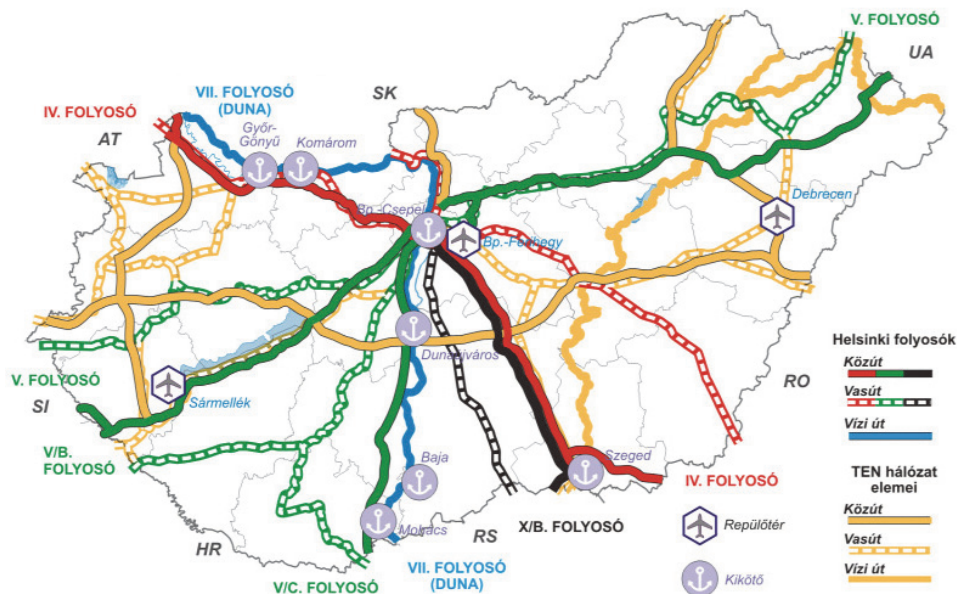 V. FOLYOSÓ
UA
SK
VII. FOLYOSÓ
(DUNA)
IV. FOLYOSÓ
AT
Győr-
Gönyű
Komárom
Debrecen
Bp.-Csepel
Bp.-Ferihegy
Dunaújváros
V. FOLYOSÓ
SI
Sármellék
V/B.
FOLYOSÓ
HR
V/C. FOLYOSÓ
Baja
Mohács
VII. FOLYOSÓ
(DUNA)
RS
X/B. FOLYOSÓ
Szeged
IV. FOLYOSÓ
RO
Repülőtér
Kikötő
Helsinki folyosók
Közút
Vasút
Vízi út
TEN hálózat
elemei
Közút
Vasút
Vízi út